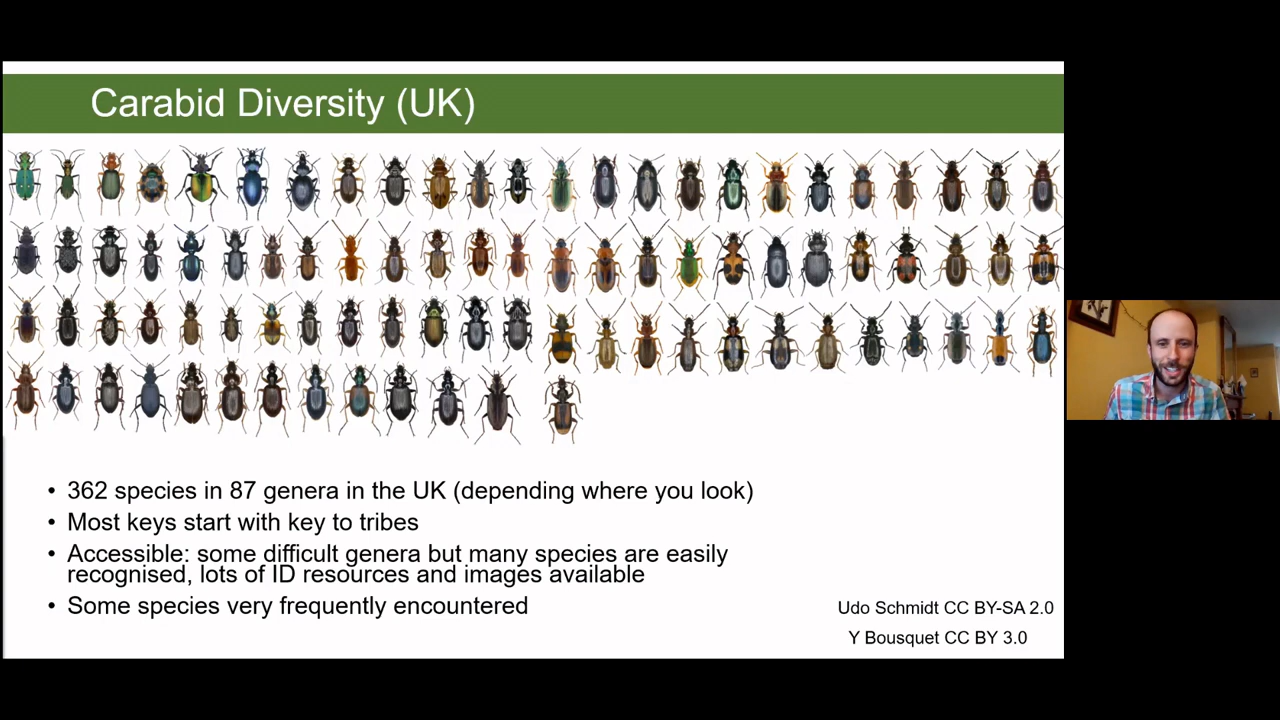 Carabid Diversity (UK)
• 362 species in 87 genera in the UK (depending where you look)
• Most keys start with key to tribes
• Accessible: some difficult genera but many species are easily
recognised, lots of ID resources and images available
• Some species very frequently encountered
Udo Schmidt CC BY-SA 2.0
Y Bousquet CC BY 3.0